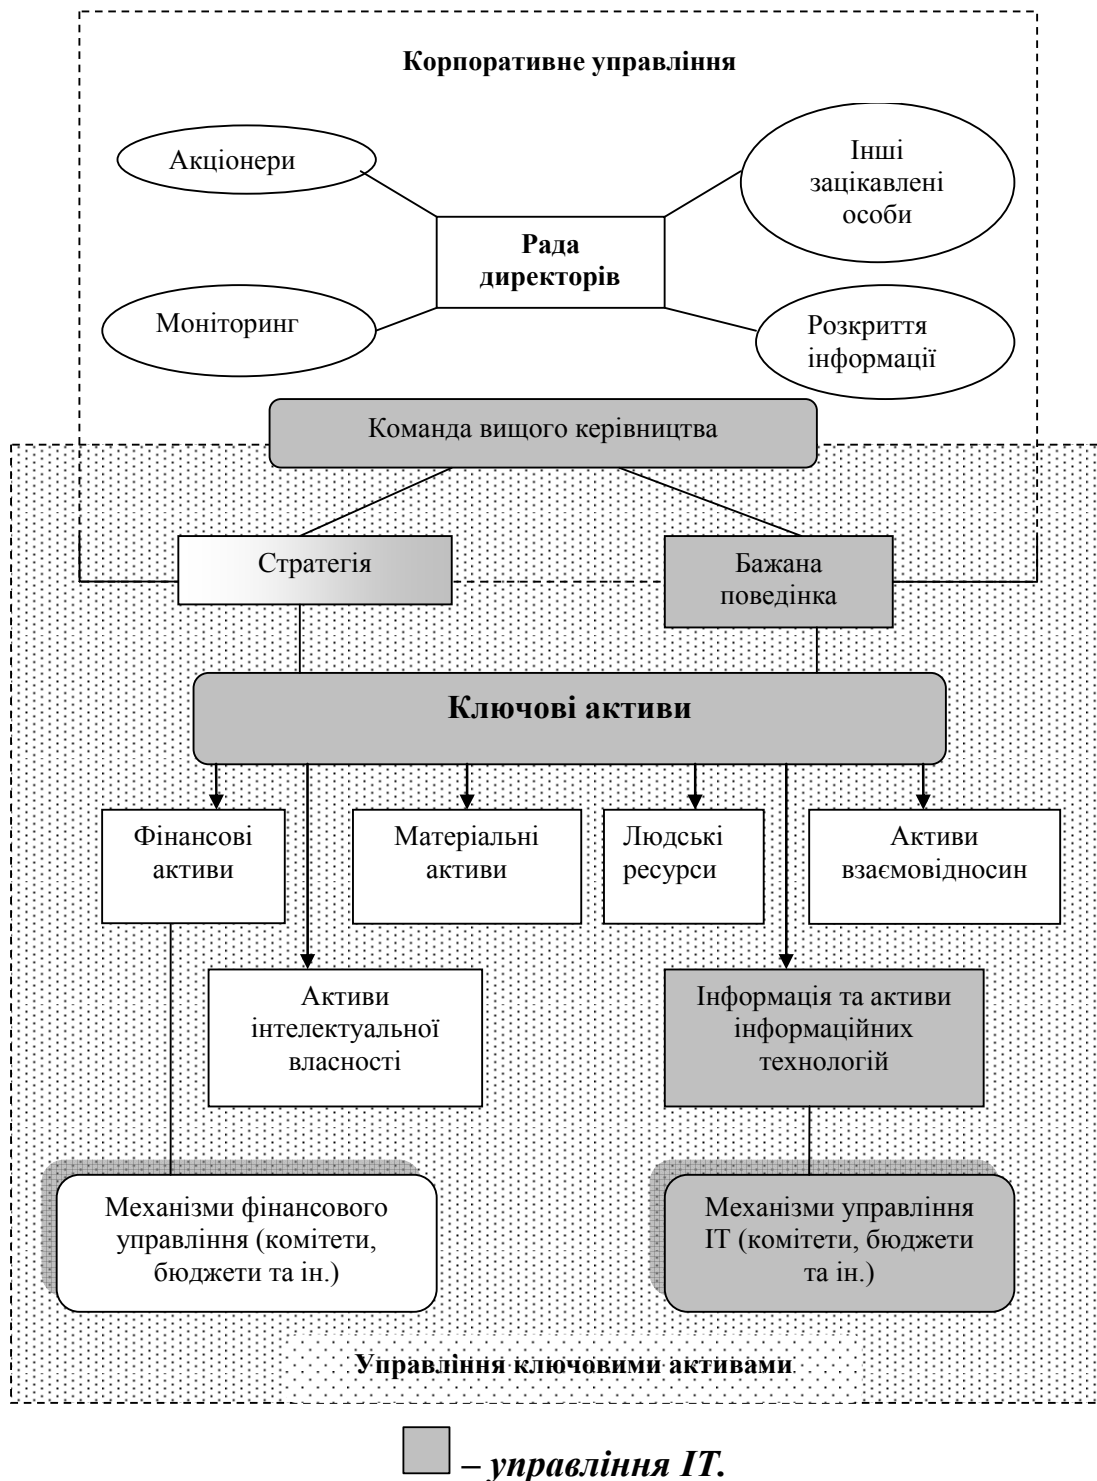 Корпоративне управління
Акціонери
Інші
зацікавлені
особи
Рада
директорів
Моніторинг
Розкриття
інформації
Команда вищого керівництва
Стратегія
Бажана
поведінка
Ключові активи
Фінансові
активи
Матеріальні
активи
Людські
ресурси
Активи
взаємовідносин
Активи
інтелектуальної
власності
Інформація та активи
інформаційних
технологій
Механізми фінансового
управління (комітети,
бюджети та ін.)
Механізми управління
ІТ (комітети, бюджети
та ін.)
Управління ключовими активами
– управління ІТ.